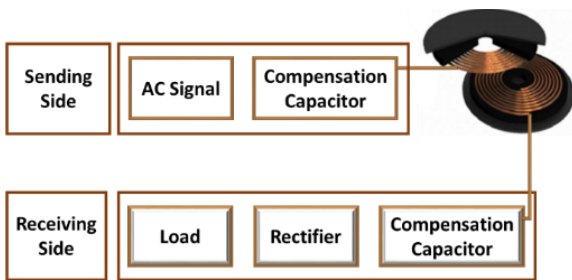 Sending
Side
AC Signal
Compensation
Capacitor
Receiving
Side
Load
Rectifier
Compensation
Capacitor